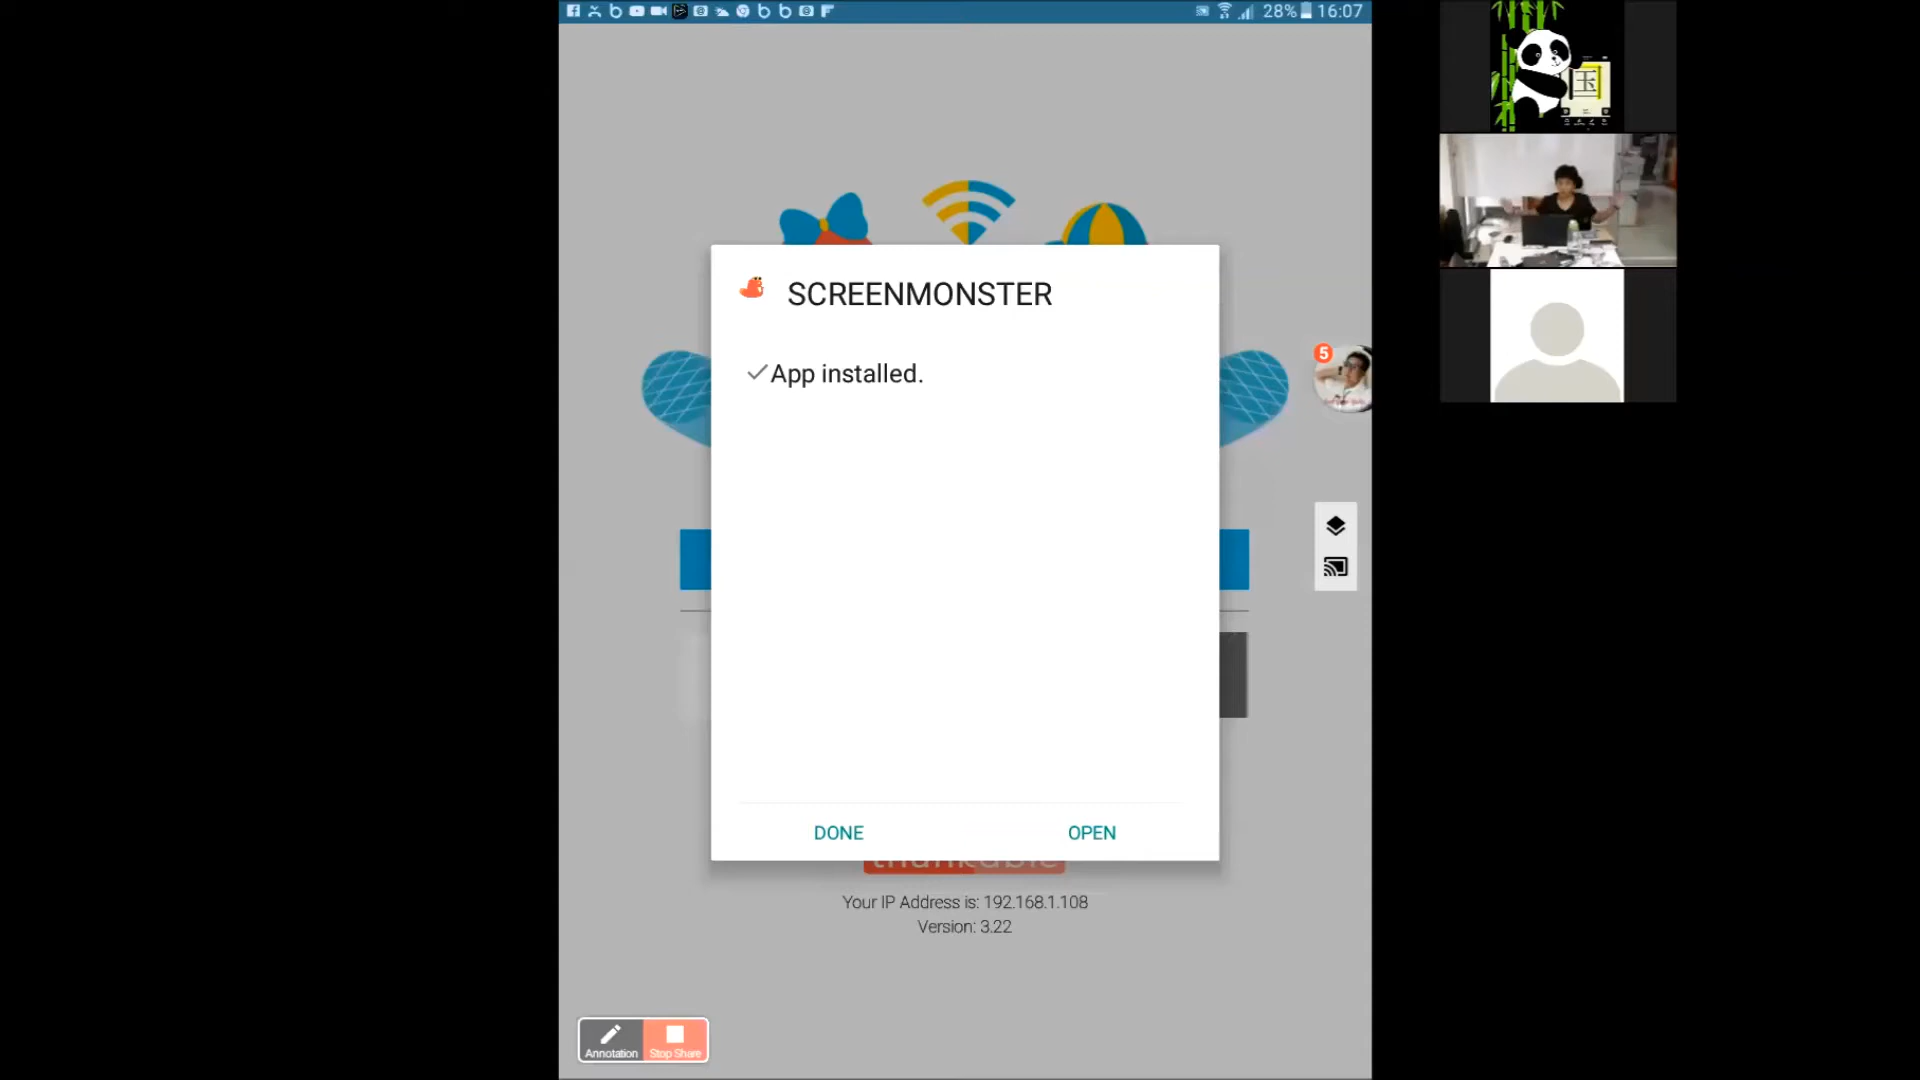 28% 16:07
SCREENMONSTER
App installed.
5
DONE OPEN
thunkable
Your IP Address is: 192.168.1.108
Version: 3.22
Annotation Stop Share